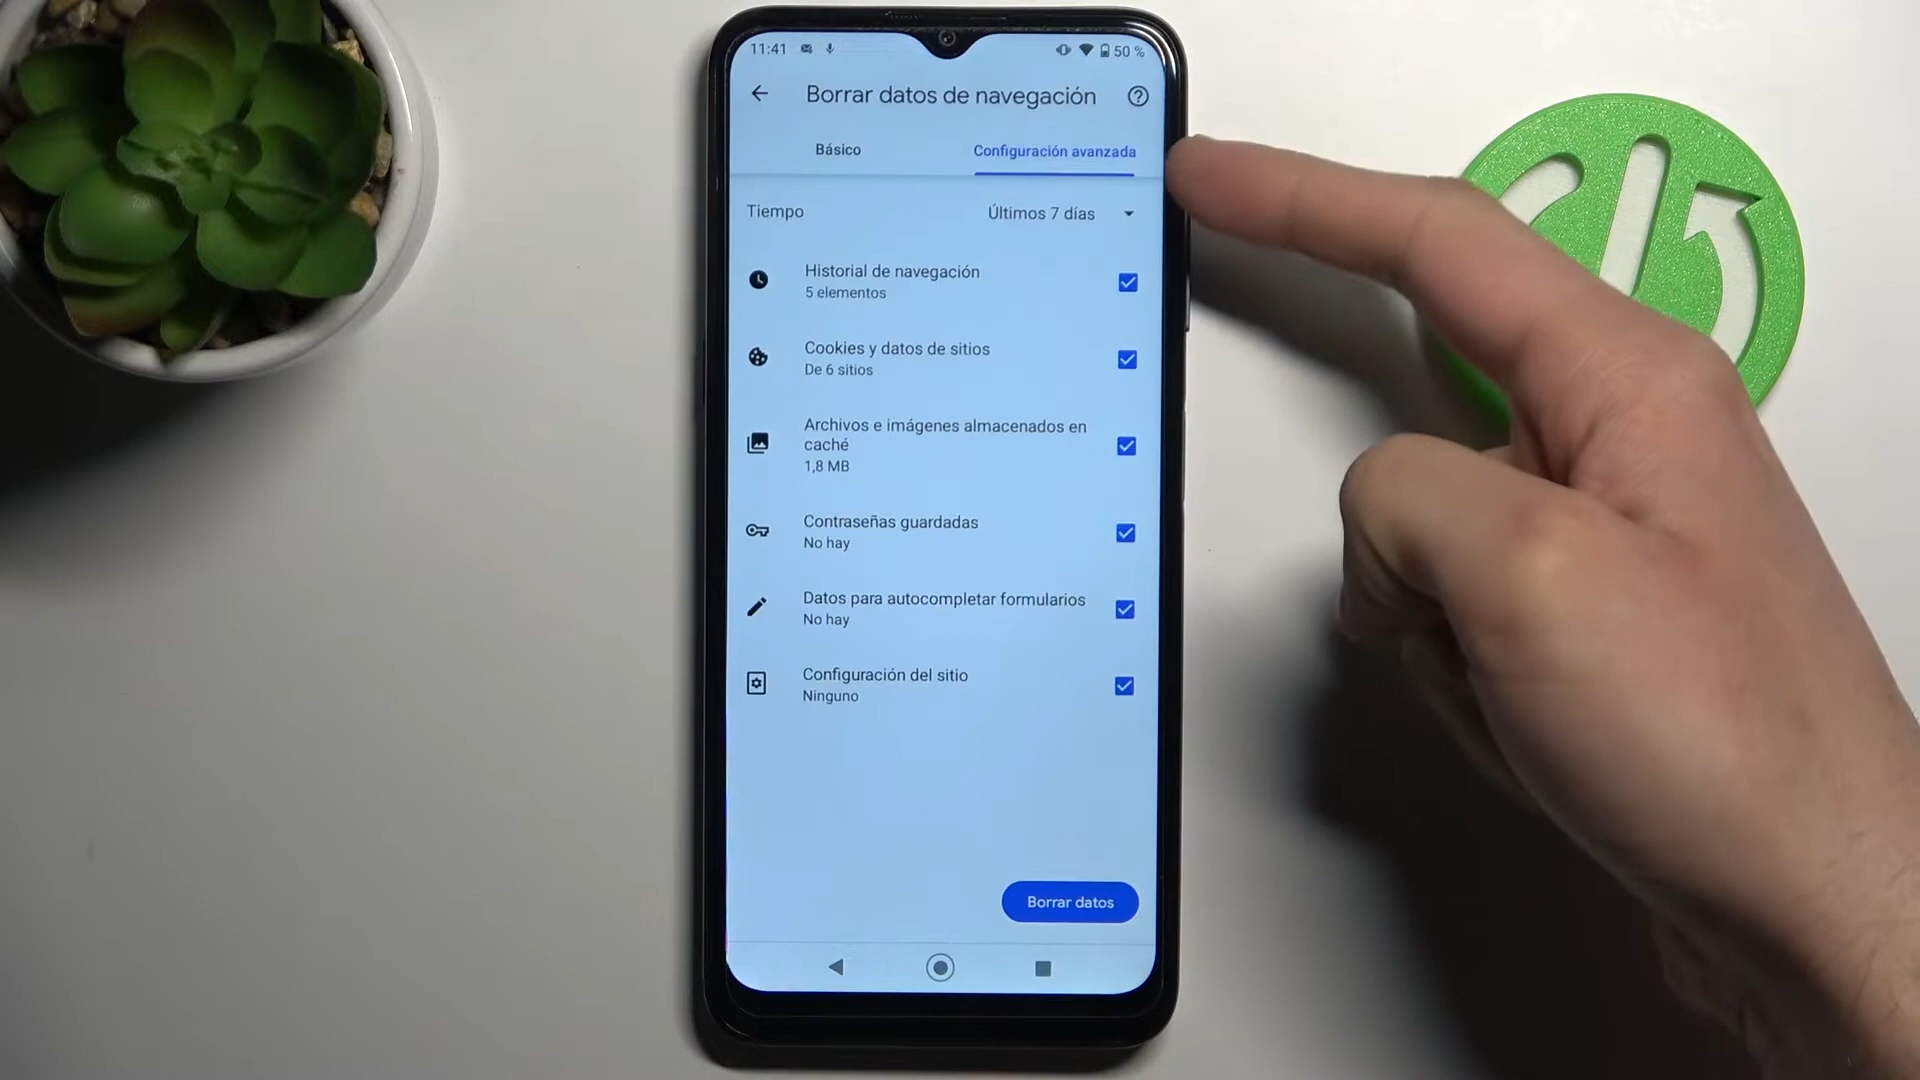 11:41 50 %
Borrar datos de navegación
Básico Configuración avanzada
Tiempo Últimos 7 días
Historial de navegación
5 elementos
Cookies y datos de sitios
De 6 sitios
Archivos e imágenes almacenados en
caché
1,8 MB
Contraseñas guardadas
No hay
Datos para autocompletar formularios
No hay
Configuración del sitio
Ninguno
Borrar datos